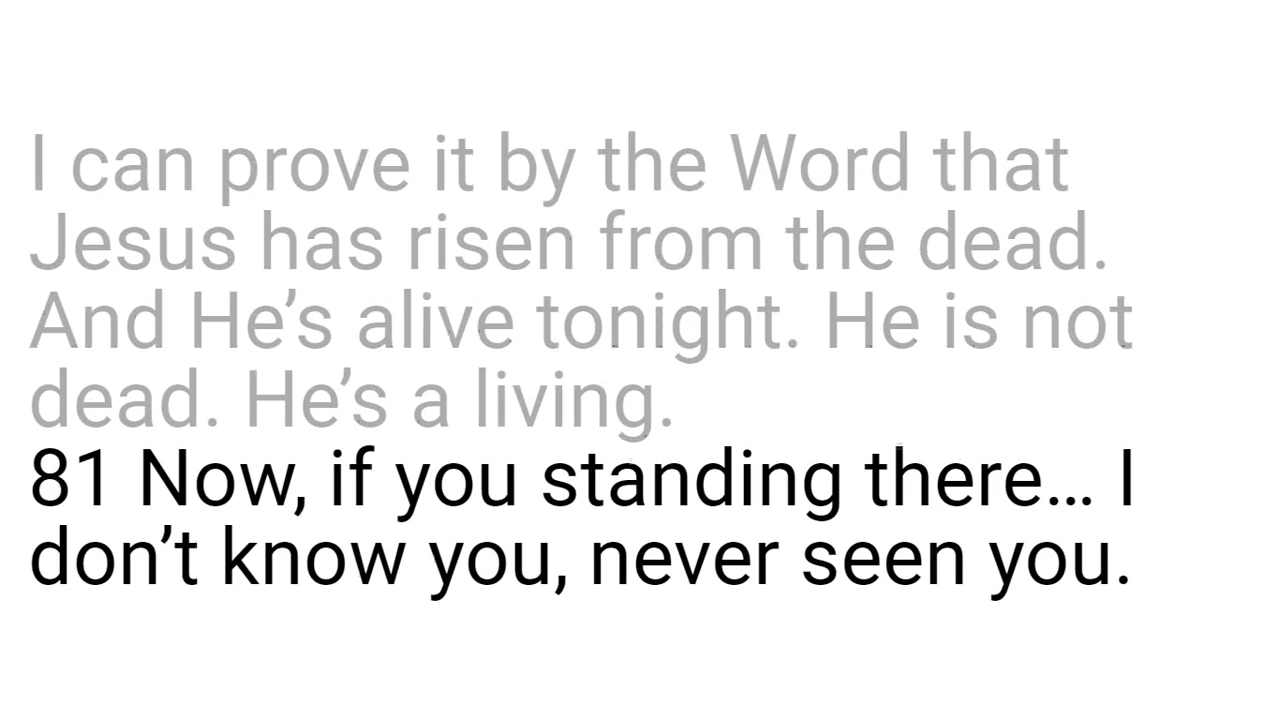 I can prove it by the Word that
Jesus has risen from the dead.
And He’s alive tonight. He is not
dead. He’s a living.
81 Now, if you standing there… I
don’t know you, never seen you.